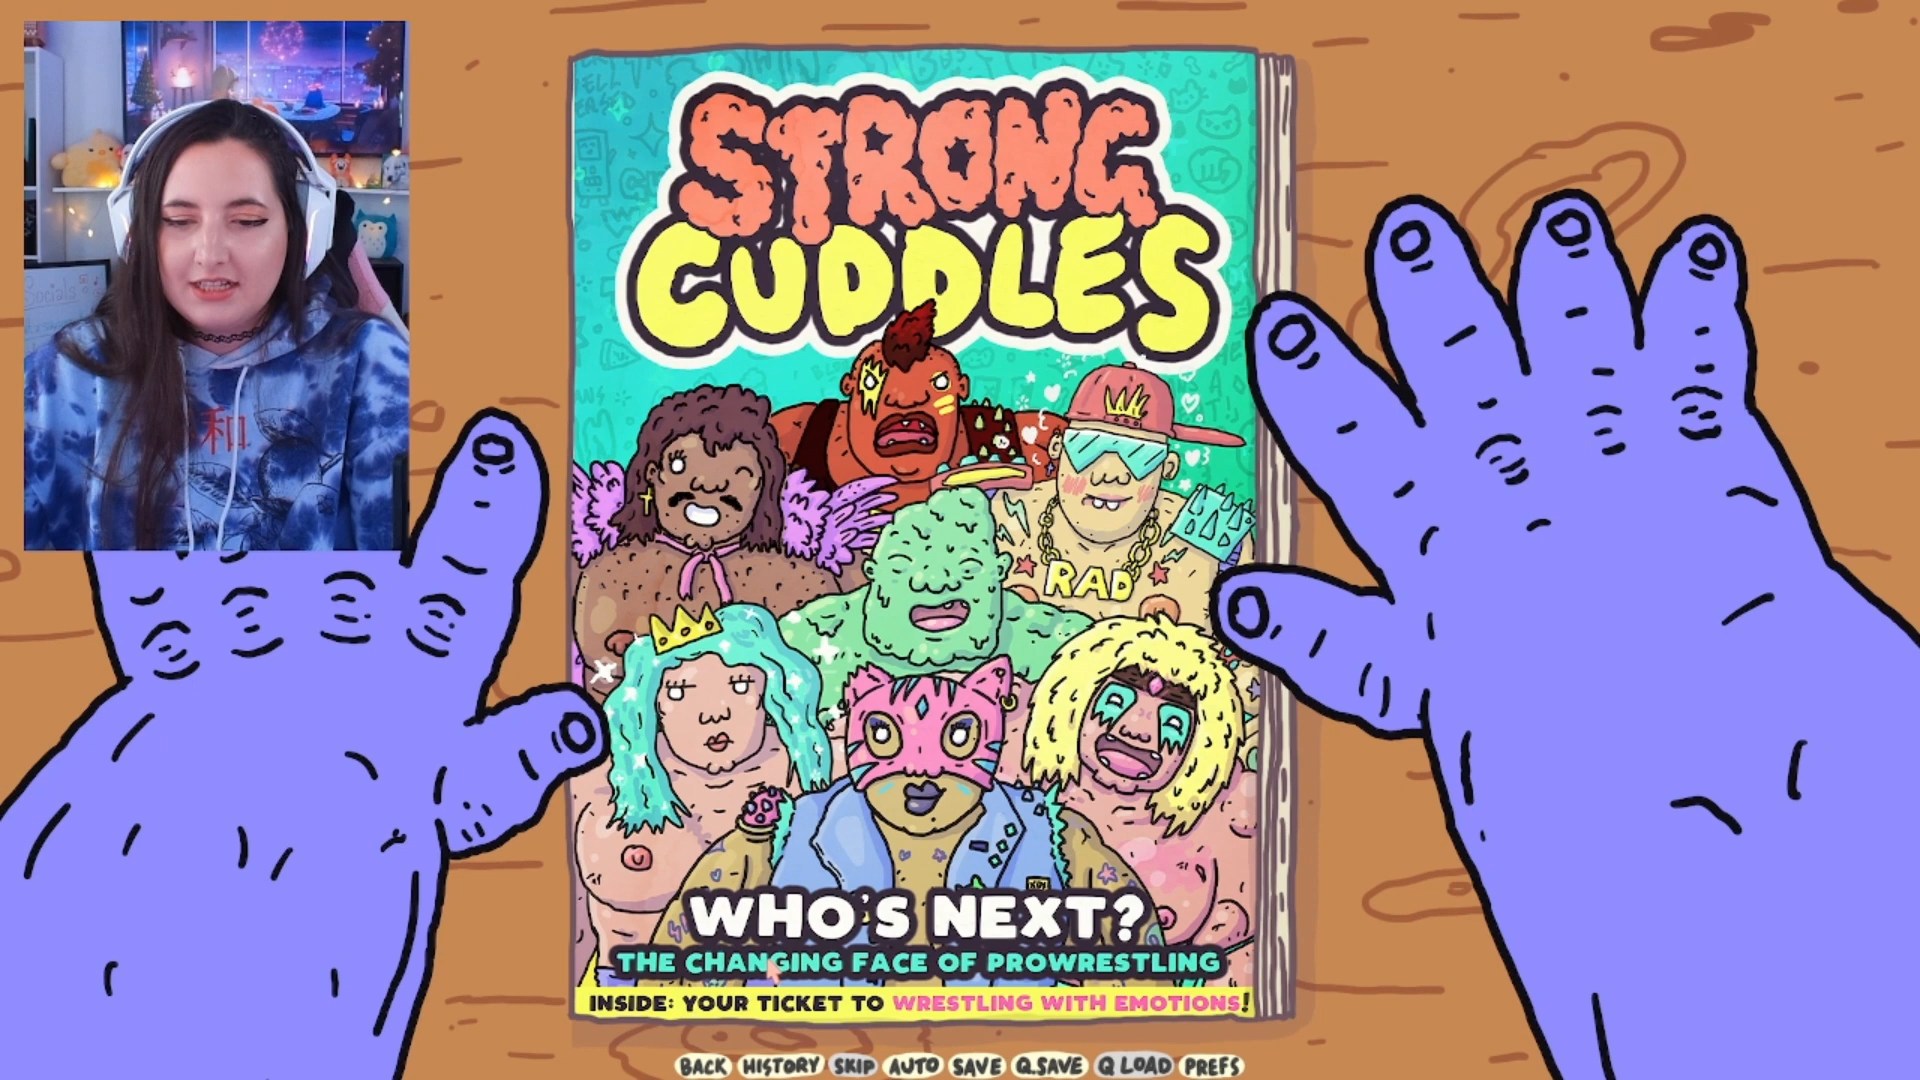 Socials
和
STRONG
CUDDLES
RAD
WHO'S NEXT?
THE CHANGING FACE OF PROWRESTLING
INSIDE: YOUR TICKET TO WRESTLING WITH EMOTIONS!
BACK HISTORY SKIP AUTO SAVE Q.SAVE Q LOAD PREFS